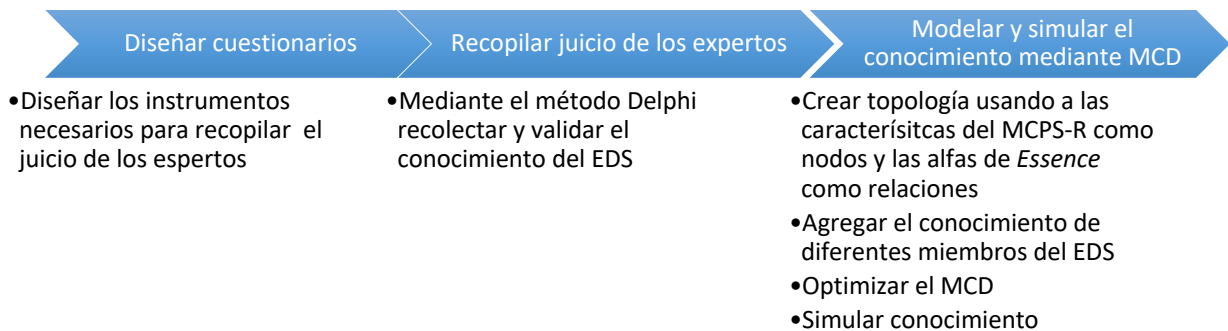 Diseñar cuestionarios
Recopilar juicio de los expertos
Modelar y simular el
conocimiento mediante MCD
•Diseñar los instrumentos
necesarios para recopilar el
juicio de los espertos
•Mediante el método Delphi
recolectar y validar el
conocimiento del EDS
•Crear topología usando a las
caracterísitcas del MCPS-R como
nodos y las alfas de Essence
como relaciones
•Agregar el conocimiento de
diferentes miembros del EDS
•Optimizar el MCD
•Simular conocimiento